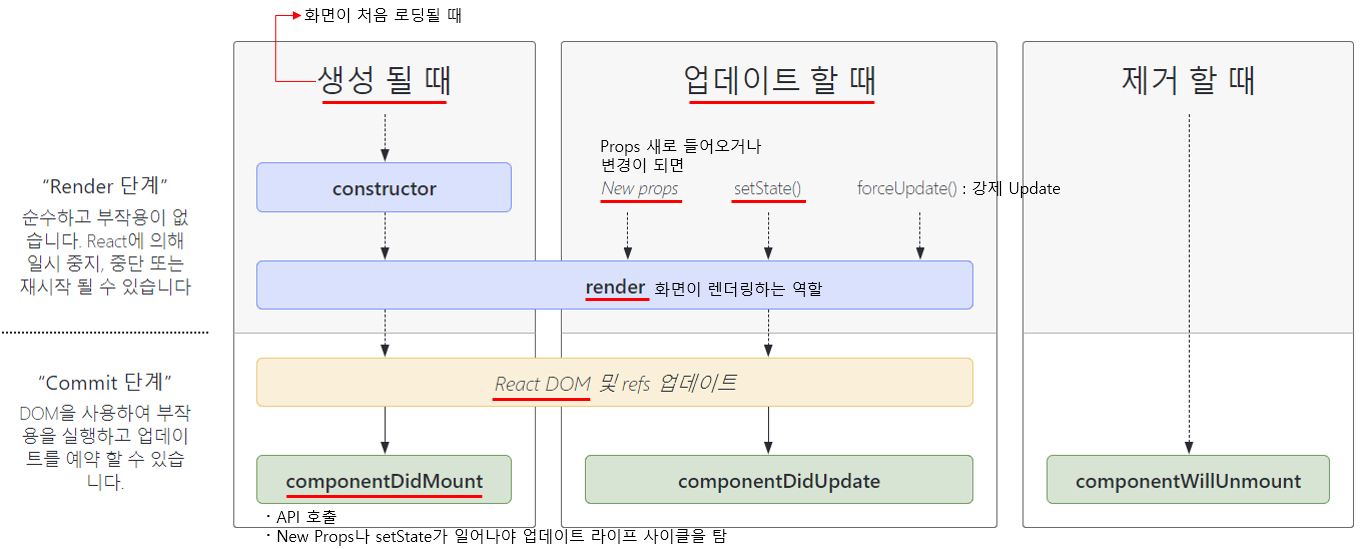 화면이 처음 로딩될 때
생성 될 때
업데이트 할 때
제거 할 때
Props 새로 들어오거나
변경이 되면
“Render 단계”
순수하고 부작용이 없
습니다. React에 의해
일시 중지, 중단 또는
재시작 될 수 있습니다
constructor
New props
setState()
forceUpdate() : 강제 Update
render 화면이 렌더링하는 역할
“Commit 단계”
DOM을 사용하여 부작
용을 실행하고 업데이
트를 예약 할 수 있습
니다.
React DOM 및 refs 업데이트
componentDidMount
componentDidUpdate
componentWillUnmount
· API 호출
· New Props나 setState가 일어나야 업데이트 라이프 사이클을 탐